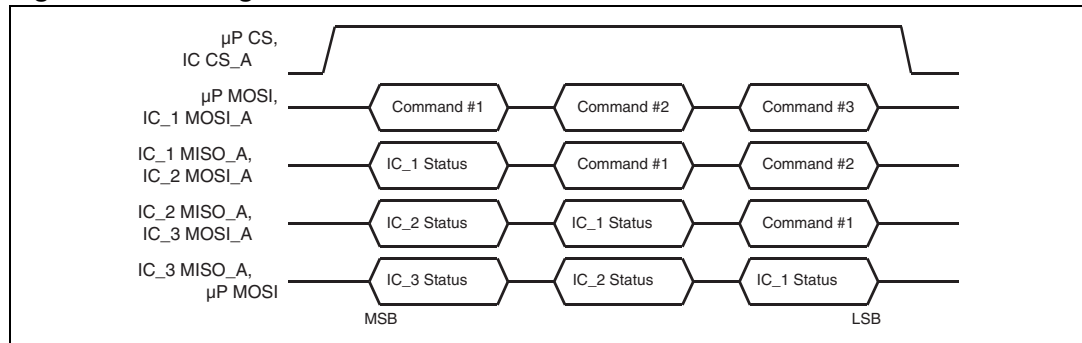 µP CS,
IC CS_A
µP MOSI,
IC_1 MOSI_A
Command #1
Command #2
Command #3
IC_1 MISO_A,
IC_2 MOSI_A
IC_1 Status
Command #1
Command #2
IC_2 MISO_A,
IC_3 MOSI_A
IC_2 Status
IC_1 Status
Command #1
IC_3 MISO_A,
µP MOSI
IC_3 Status
IC_2 Status
IC_1 Status
MSB
LSB